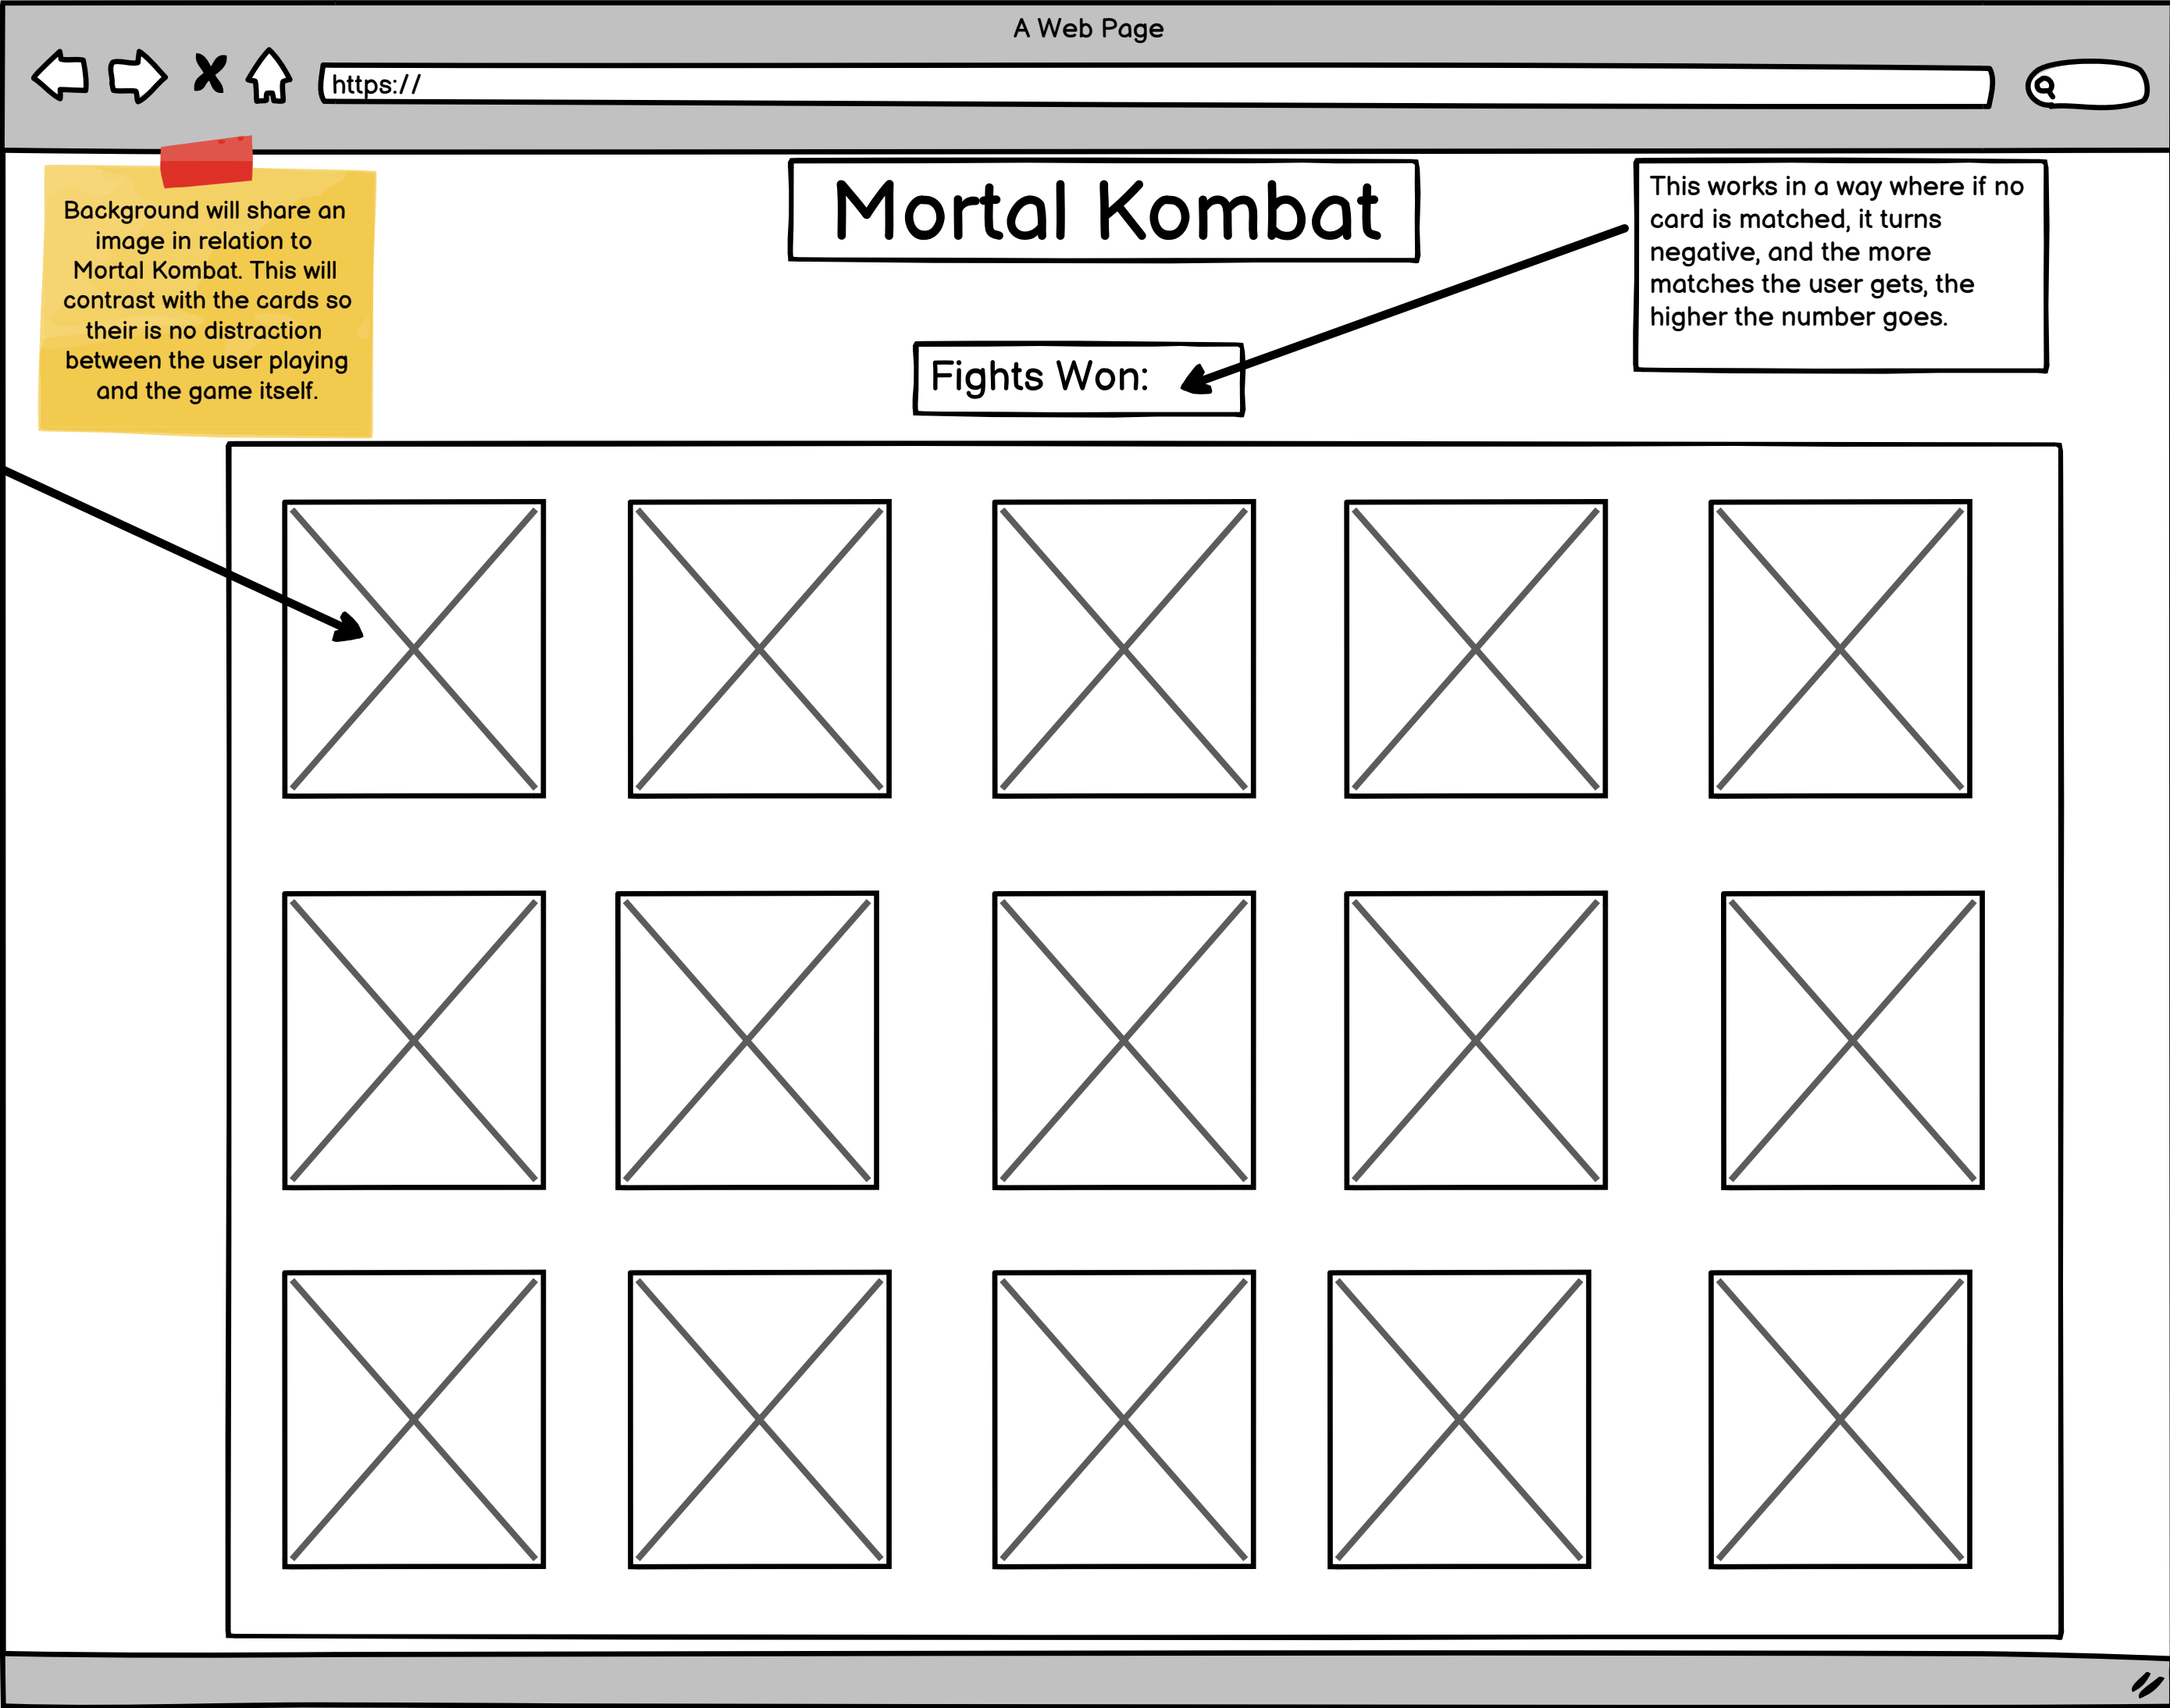 A Web Page
https://
Background will share an
image in relation to
Mortal Kombat. This will
contrast with the cards so
their is no distraction
between the user playing
and the game itself.
Mortal Kombat
This works in a way where if no
card is matched, it turns
negative, and the more
matches the user gets, the
higher the number goes.
Fights Won: